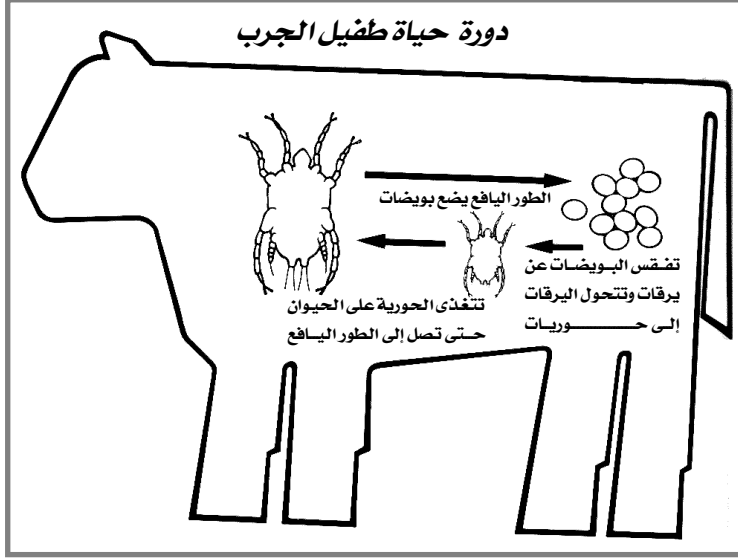 دورة حياة طفيل الجرب
الطور اليافع يضع بويضات
تفقس البويضات عن
يرقات وتتحول اليرقات
إلى حوريات
تتغذى الحورية على الحيوان
حتى تصل إلى الطور اليافع